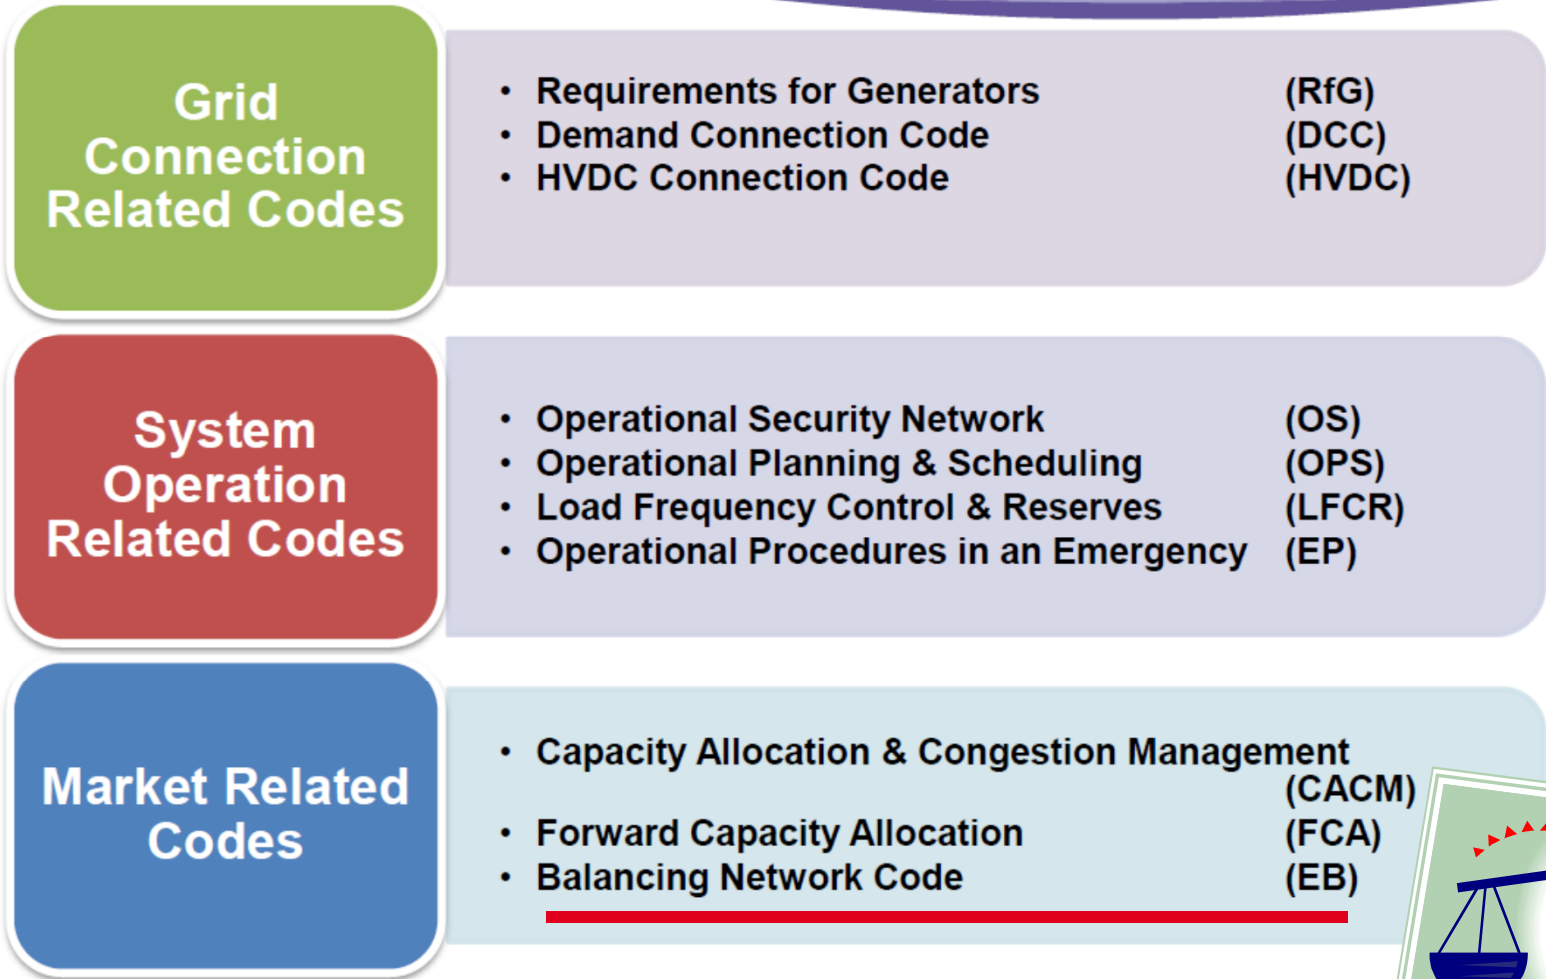 Grid
Connection
Related Codes
• Requirements for Generators (RfG)
• Demand Connection Code (DCC)
• HVDC Connection Code (HVDC)
System
Operation
Related Codes
• Operational Security Network (OS)
• Operational Planning & Scheduling (OPS)
• Load Frequency Control & Reserves (LFCR)
• Operational Procedures in an Emergency (EP)
Market Related
Codes
• Capacity Allocation & Congestion Management
(CACM)
• Forward Capacity Allocation (FCA)
• Balancing Network Code (EB)